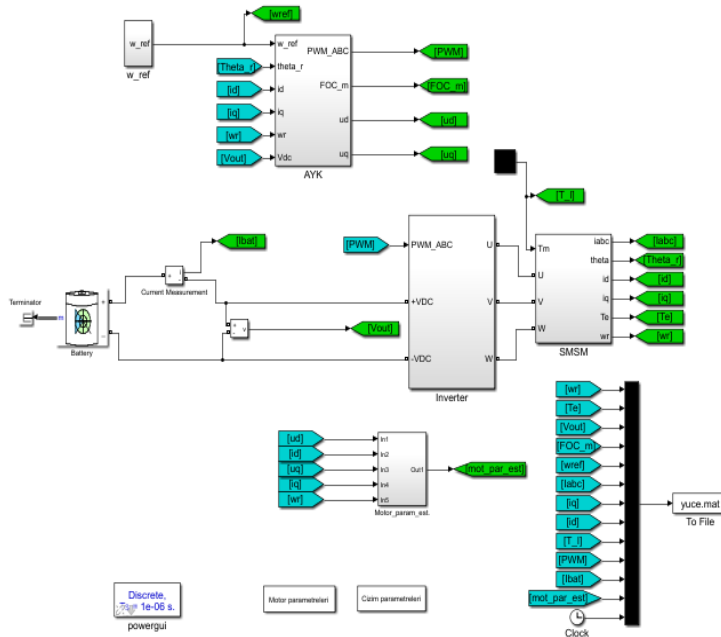 [wref]
w_ref
w_ref
w_ref
PWM_ABC
[PWM]
[Theta_r]
theta_r
[id]
id
FOC_m
[FOC_m]
[iq]
iq
ud
[ud]
[wr]
wr
[Vout]
Vdc
uq
[uq]
AYK
[T_l]
[Ibat]
[PWM]
PWM_ABC
U
Tm
iabc
[Iabc]
theta
[Theta_r]
i
+
-
Current Measurement
U
id
[id]
Terminator
m
+
+VDC
V
V
iq
[iq]
Te
[Te]
+
-
v
[Vout]
W
wr
[wr]
-
Battery
-VDC
W
SMSM
Inverter
[wr]
[Te]
[Vout]
[ud]
In1
[FOC_m]
[id]
In2
[wref]
[uq]
In3
Out1
[mot_par_est]
[Iabc]
[iq]
In4
[iq]
yuce.mat
[wr]
In5
[id]
To File
Motor_param_est.
[T_l]
[PWM]
[Ibat]
Discrete,
1e-06 s.
powergui
Motor parametreleri
Cizim parametreleri
[mot_par_est]
Clock